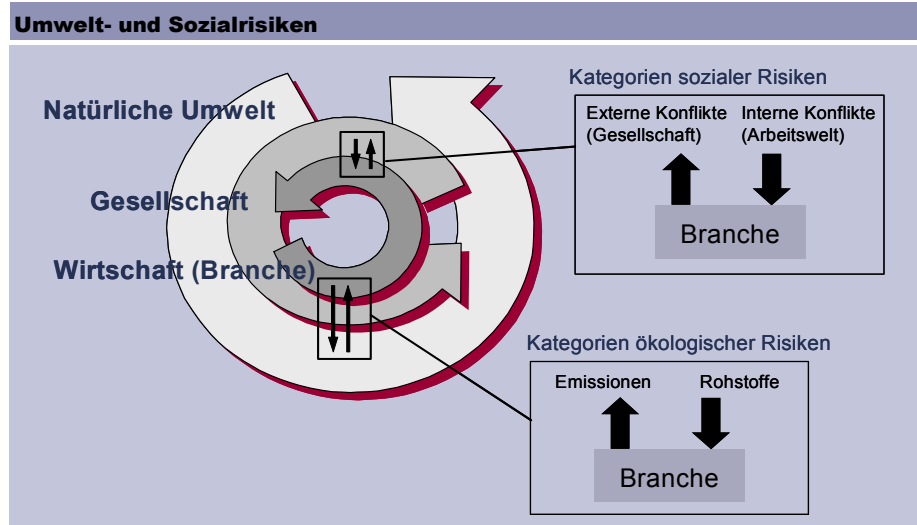 Umwelt- und Sozialrisiken
Natürliche Umwelt
Gesellschaft
Wirtschaft (Branche)
Kategorien sozialer Risiken
Externe Konflikte
(Gesellschaft)
Interne Konflikte
(Arbeitswelt)
Branche
Kategorien ökologischer Risiken
Emissionen
Rohstoffe
Branche